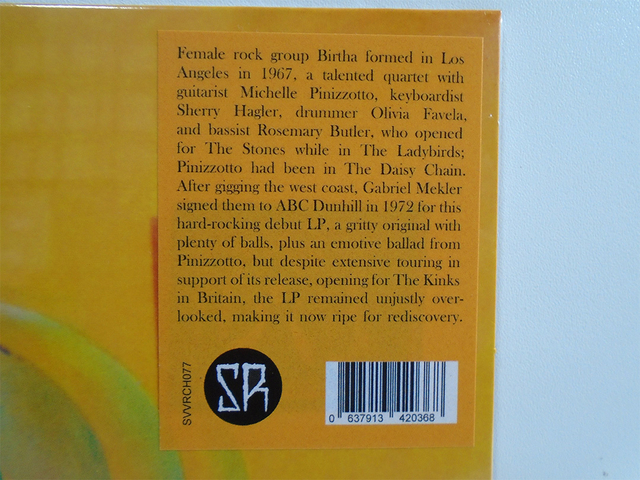 Female rock group Birtha formed in Los
Angeles in 1967, a talented quartet with
guitarist Michelle Pinizzotto, keyboardist
Sherry Hagler, drummer Olivia Favela,
and bassist Rosemary Butler, who opened
for The Stones while in The Ladybirds;
Pinizzotto had been in The Daisy Chain.
After gigging the west coast, Gabriel Mekler
signed them to ABC Dunhill in 1972 for this
hard-rocking debut LP, a gritty original with
plenty of balls, plus an emotive ballad from
Pinizzotto, but despite extensive touring in
support of its release, opening for The Kinks
in Britain, the LP remained unjustly over-
looked, making it now ripe for rediscovery.
SVVRCH077
SR
0 637913 420368